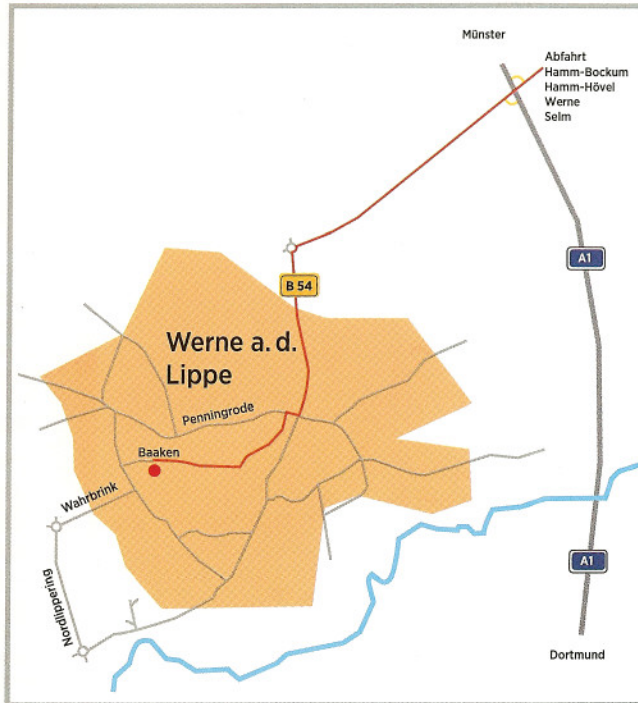 Münster
Abfahrt
Hamm-Bockum
Hamm-Hövel
Werne
Selm
A1
B 54
Werne a. d.
Lippe
Penningrode
Baaken
Wahrbrink
Nordlippering
A1
Dortmund